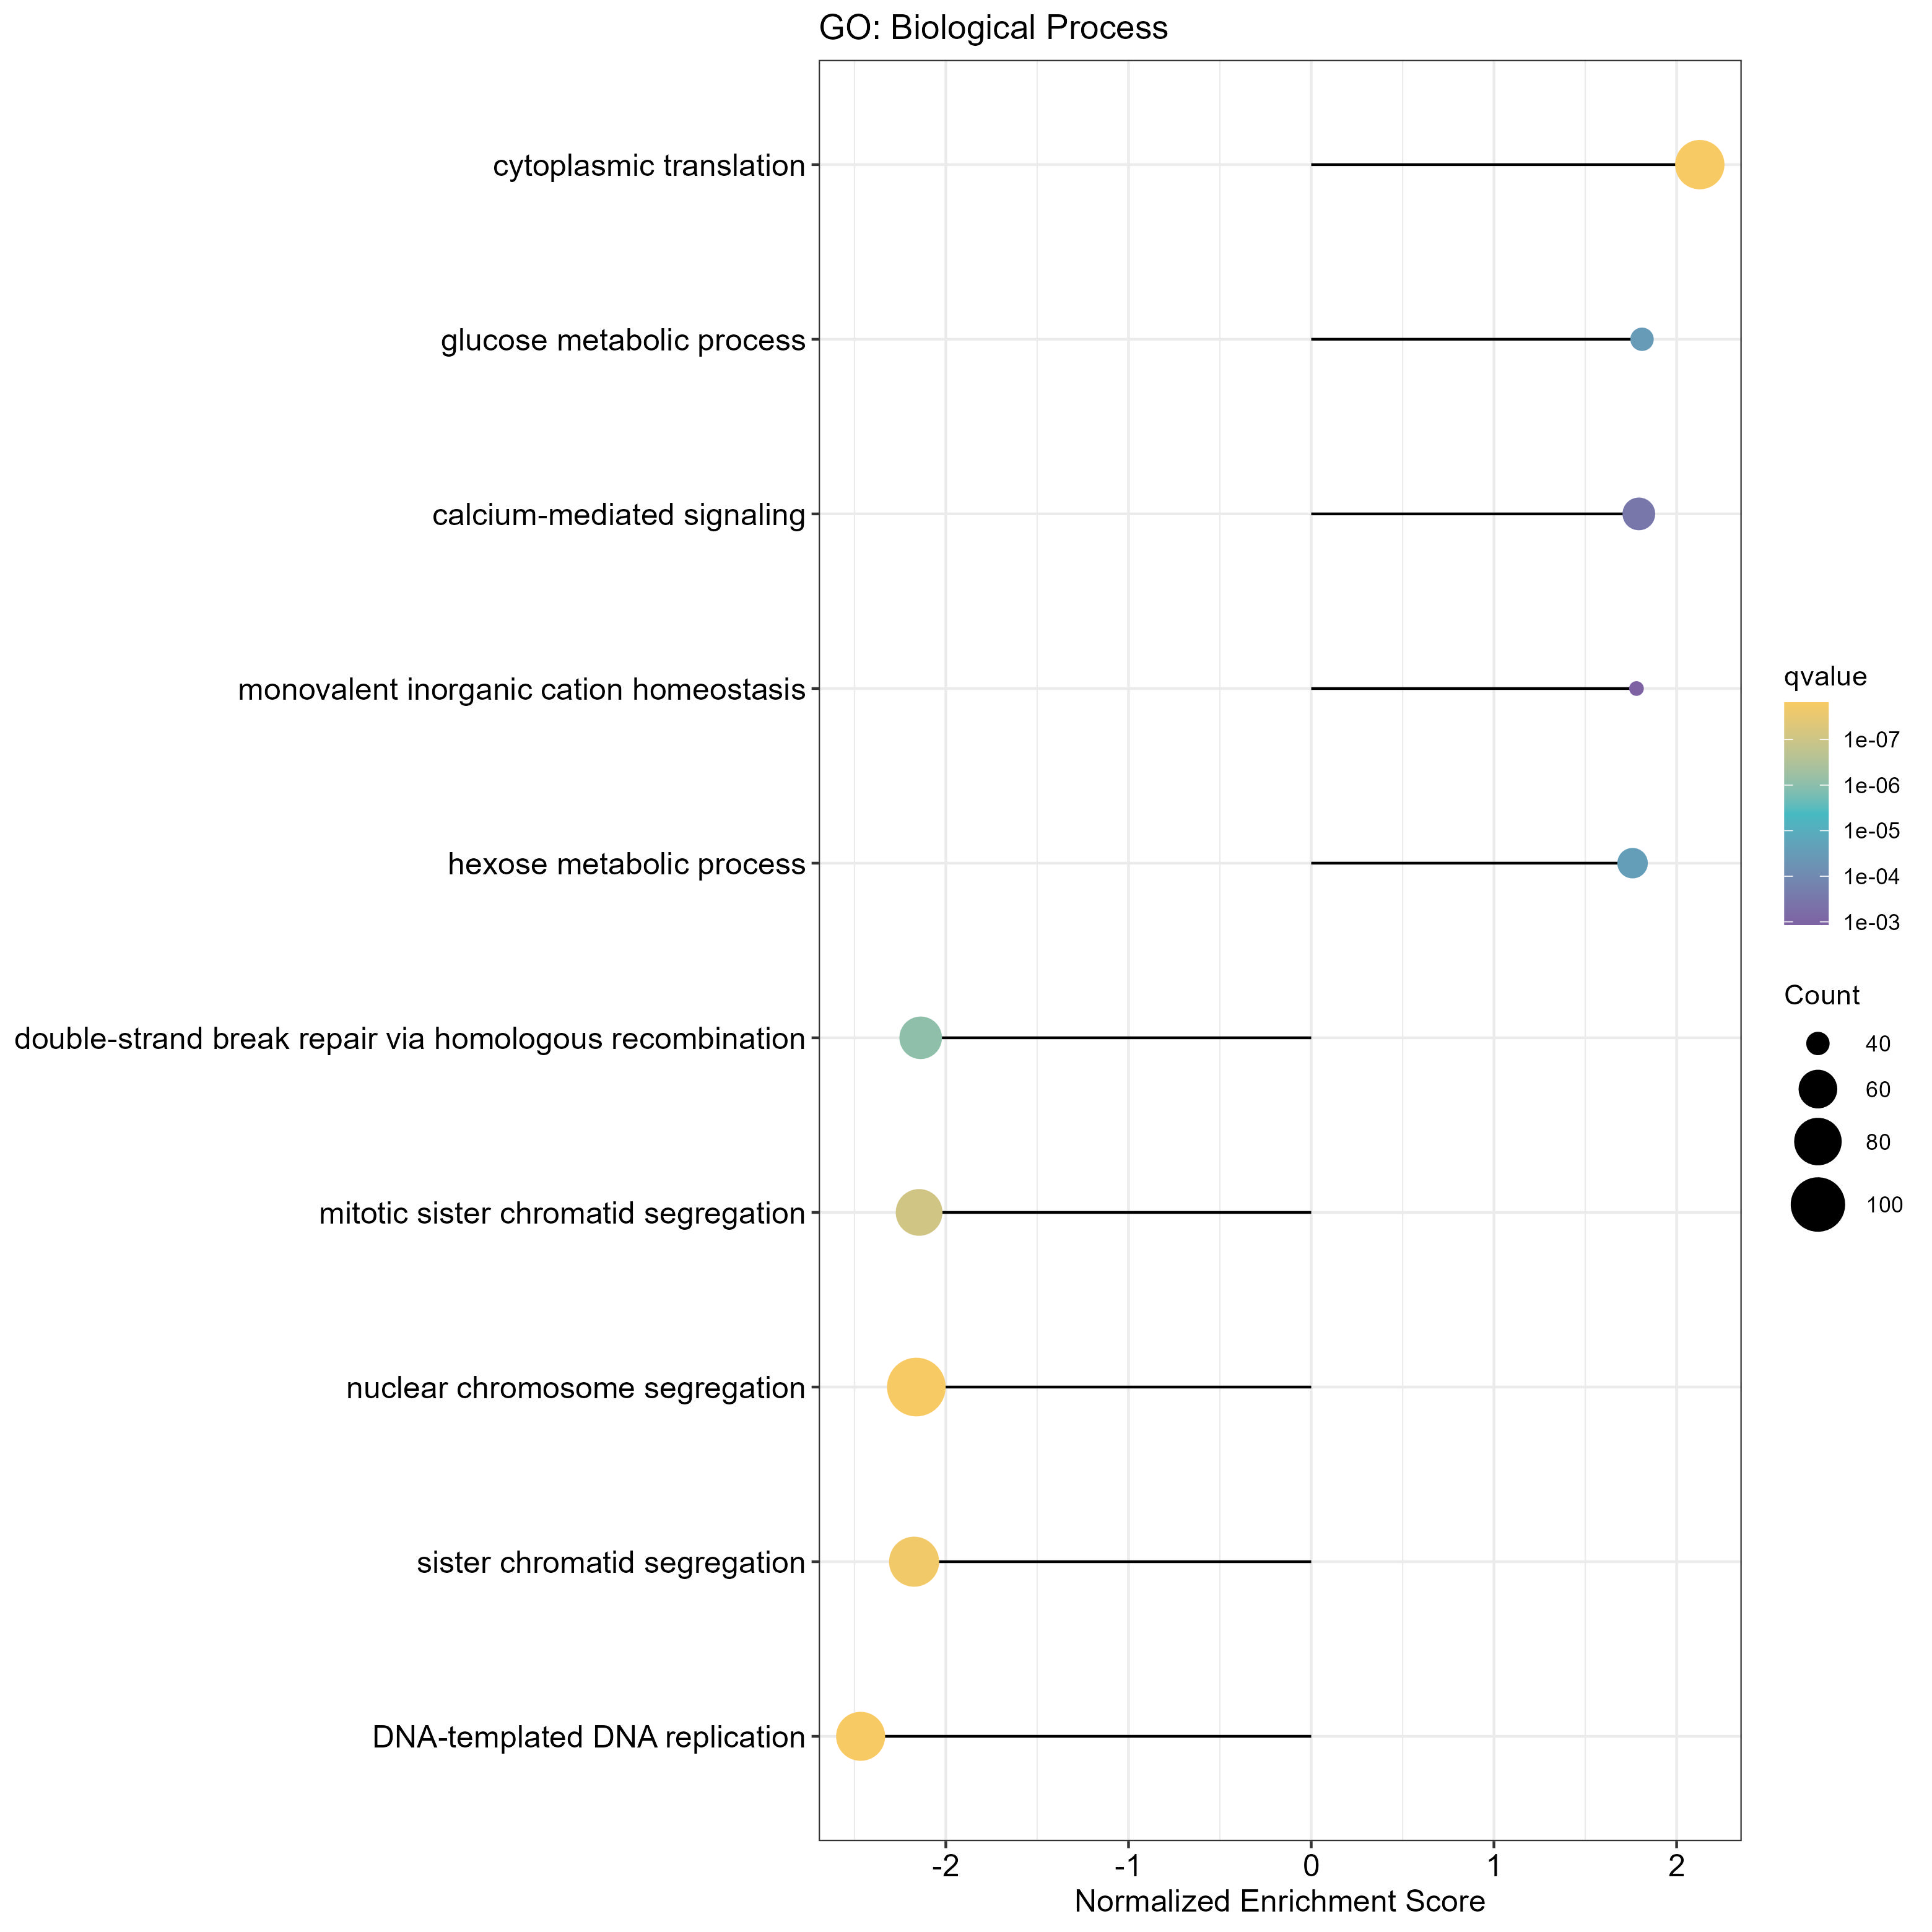 GO: Biological Process
cytoplasmic translation
glucose metabolic process
calcium-mediated signaling
monovalent inorganic cation homeostasis
hexose metabolic process
double-strand break repair via homologous recombination
mitotic sister chromatid segregation
nuclear chromosome segregation
sister chromatid segregation
DNA-templated DNA replication
-2 -1 0 1 2
Normalized Enrichment Score
qvalue
1e-07
1e-06
1e-05
1e-04
1e-03
Count
40
60
80
100